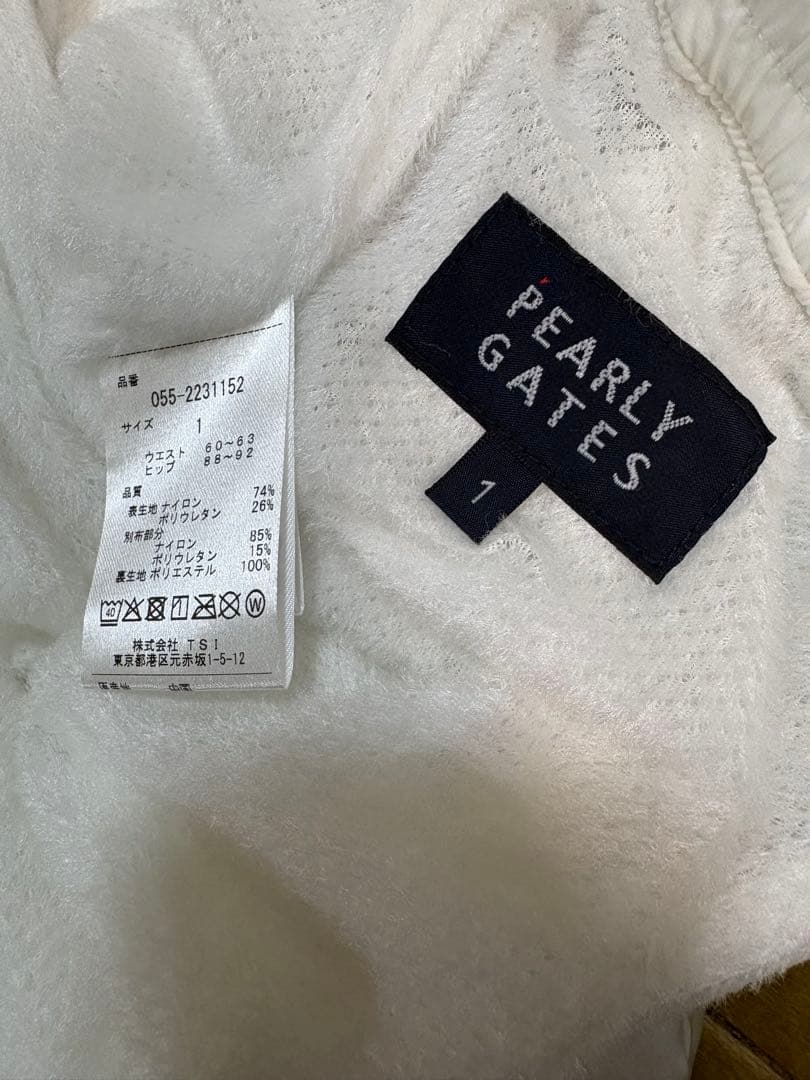 品番
055-2231152
サイズ 1
ウエスト 60~63
ヒップ 88~92
品質
表生地 ナイロン 74%
ポリウレタン 26%
別布部分
ナイロン 85%
ポリウレタン 15%
裏生地 ポリエステル 100%
40
W
株式会社 TSI
東京都港区元赤坂1-5-12
PEARLY
GATES
1